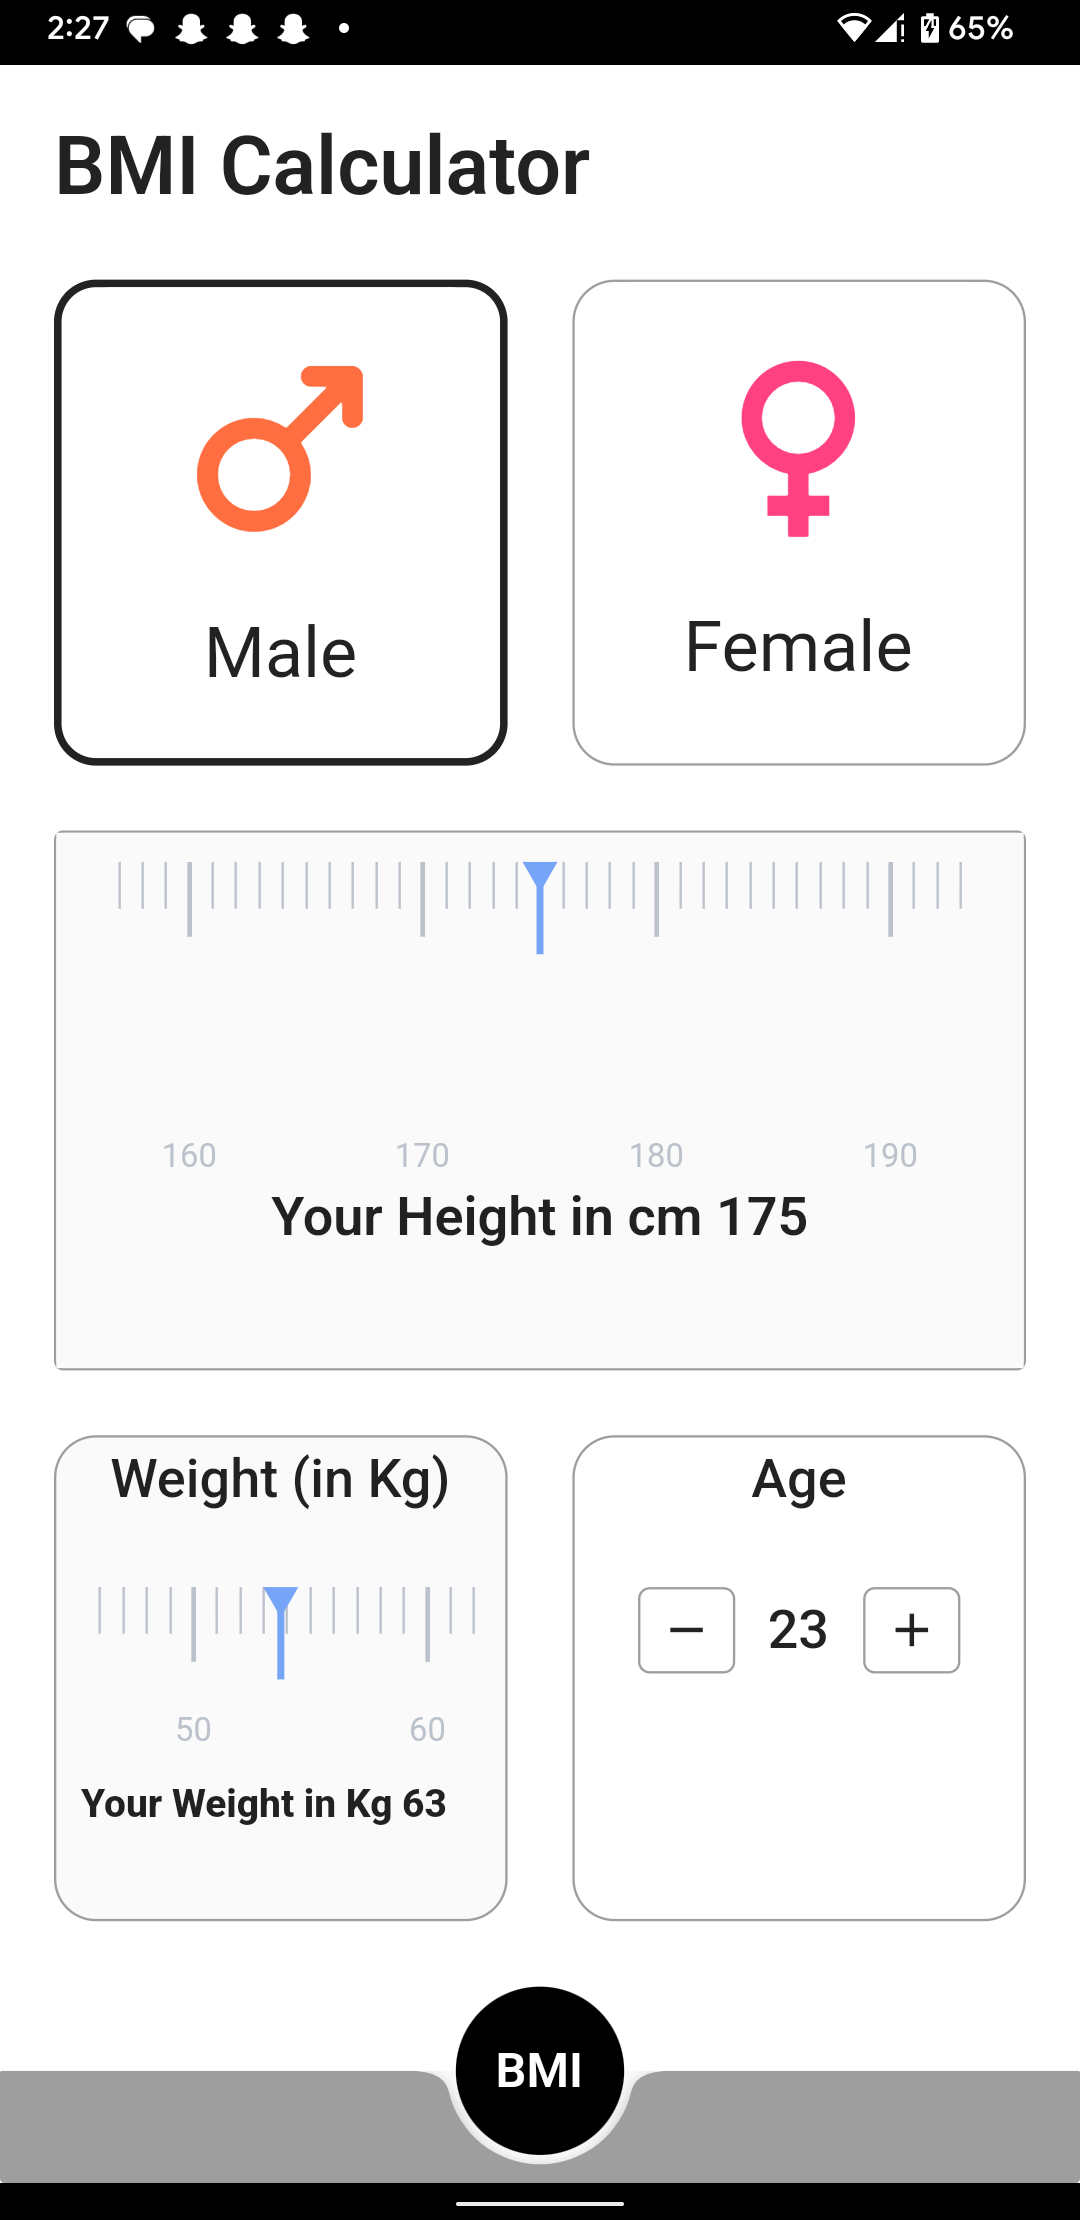 2:27
65%
BMI Calculator
Male
Female
160 170 180 190
Your Height in cm 175
Weight (in Kg)
50 60
Your Weight in Kg 63
Age
23
BMI